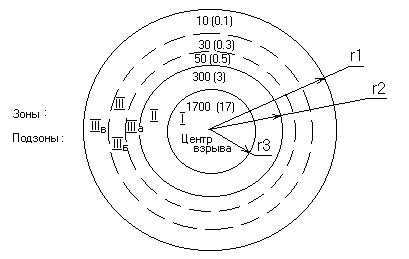 10 (0.1)
30 (0.3)
50 (0.5)
300 (3)
1700 (17)
r1
r2
r3
Зоны :
III
II
I
Подзоны :
IIIв
IIIБ
IIIа
Центр
взрыва